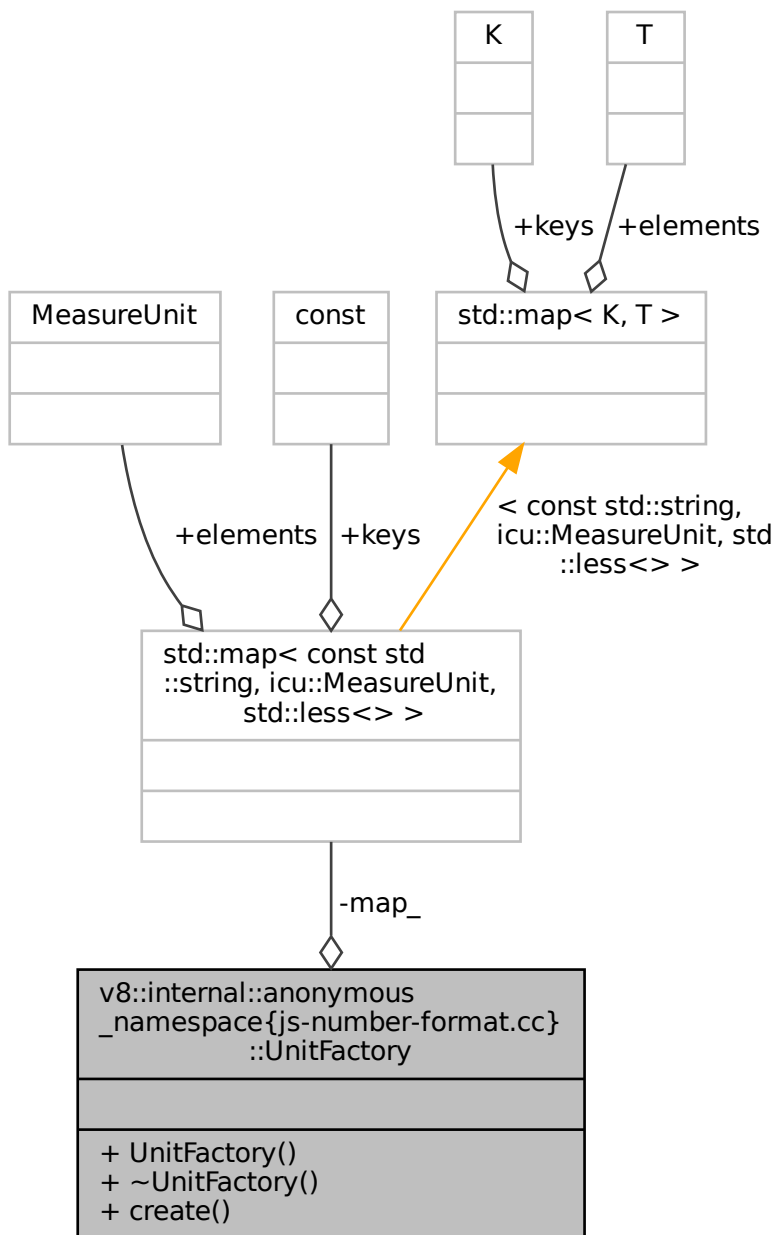 K
T
+keys
+elements
MeasureUnit
const
std::map< K, T >
+elements
+keys
< const std::string,
icu::MeasureUnit, std
::less<> >
std::map< const std
::string, icu::MeasureUnit,
std::less<> >
-map_
v8::internal::anonymous
_namespace{js-number-format.cc}
::UnitFactory
+ UnitFactory()
+ ~UnitFactory()
+ create()